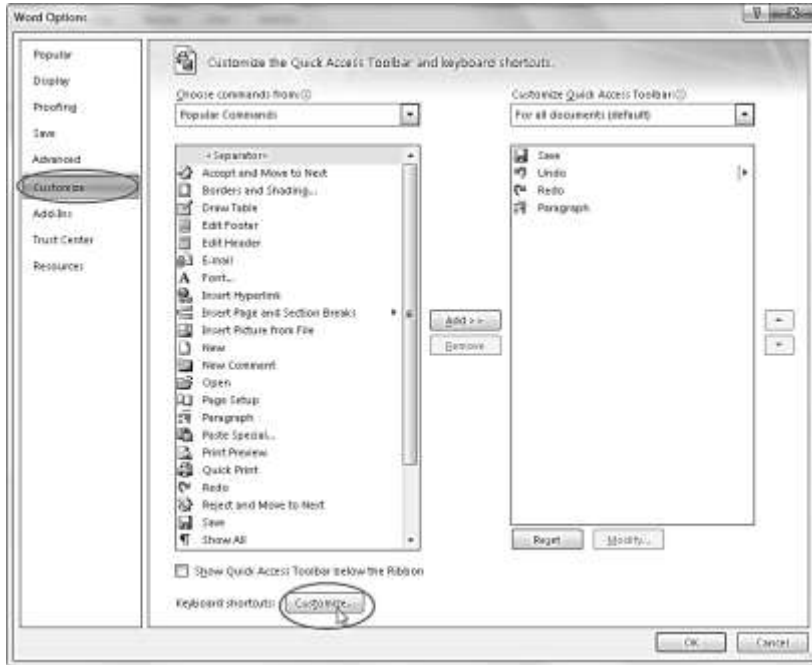 Word Options
Popular
Display
Proofing
Save
Advanced
Customize
Add-Ins
Trust Center
Resources
Customize the Quick Access Toolbar and keyboard shortcuts.
Choose commands from:
Popular Commands
<Separator>
Accept and Move to Next
Borders and Shading...
Draw Table
Edit Footer
Edit Header
E-mail
Font...
Insert Hyperlink
Insert Page and Section Breaks
Insert Picture from File
New
New Comment
Open
Page Setup
Paragraph
Paste Special...
Print Preview
Quick Print
Redo
Reject and Move to Next
Save
Show All
Add >>
Remove
Customize Quick Access Toolbar:
For all documents (default)
Save
Undo
Redo
Paragraph
Reset
Modify...
Show Quick Access Toolbar below the Ribbon
Keyboard shortcuts: Customize...
OK
Cancel